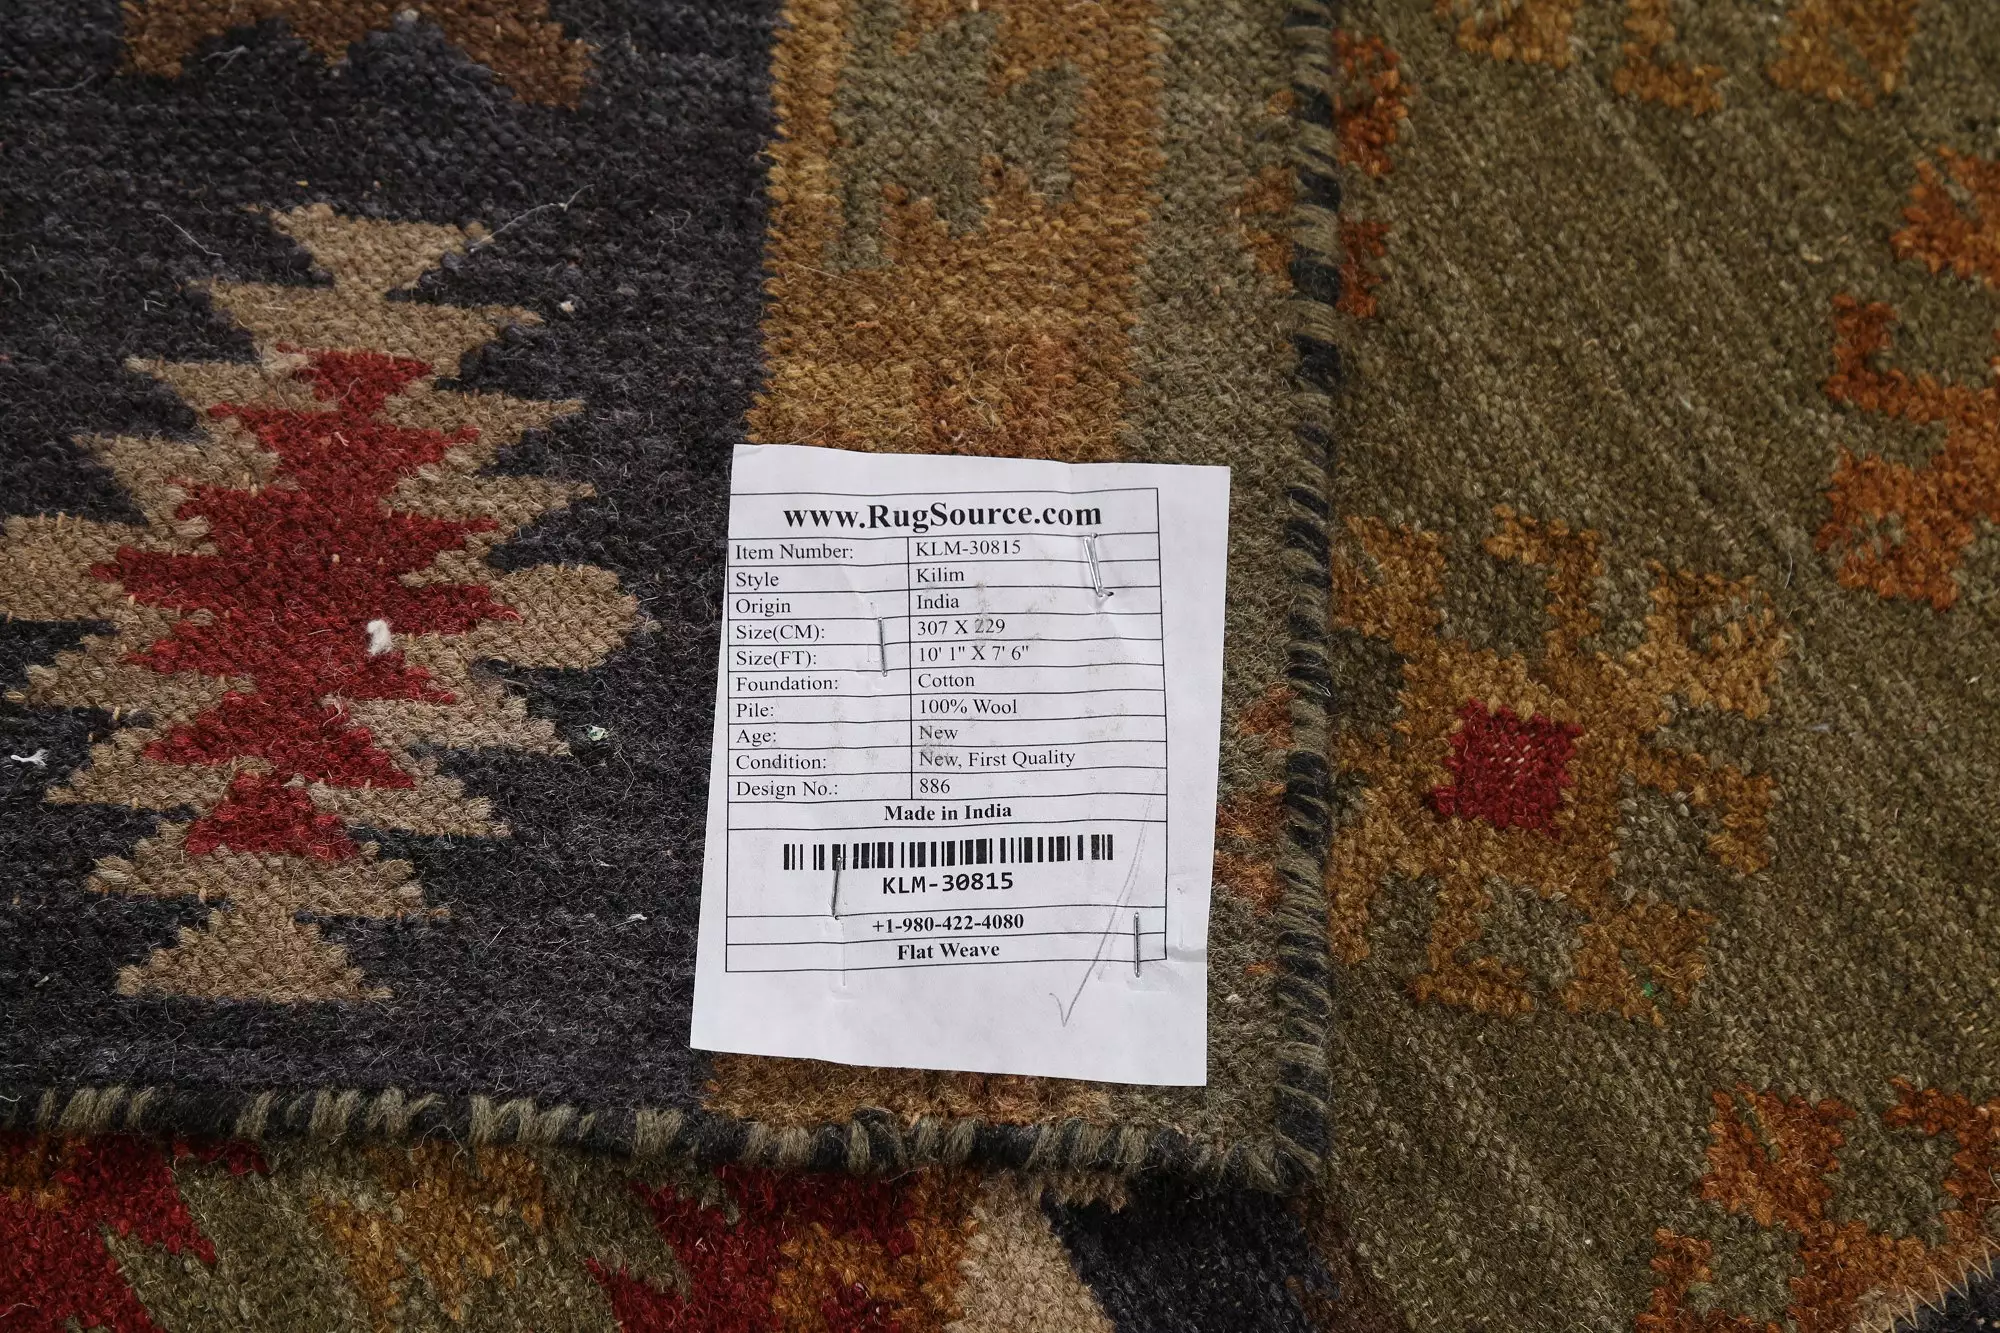 www.RugSource.com
Item Number: KLM-30815
Style Kilim
Origin India
Size(CM): 307 X 229
Size(FT): 10' 1" X 7' 6"
Foundation: Cotton
Pile: 100% Wool
Age: New
Condition: New, First Quality
Design No.: 886
Made in India
KLM-30815
+1-980-422-4080
Flat Weave